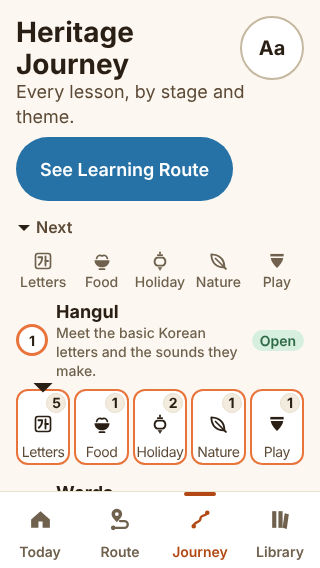 Heritage
Journey
Aa
Every lesson, by stage and
theme.
See Learning Route
Next
가
Letters Food Holiday Nature Play
Hangul
1
Meet the basic Korean
letters and the sounds they
make.
Open
5 1 2 1 1
가
Letters Food Holiday Nature Play
Words
Today Route Journey Library